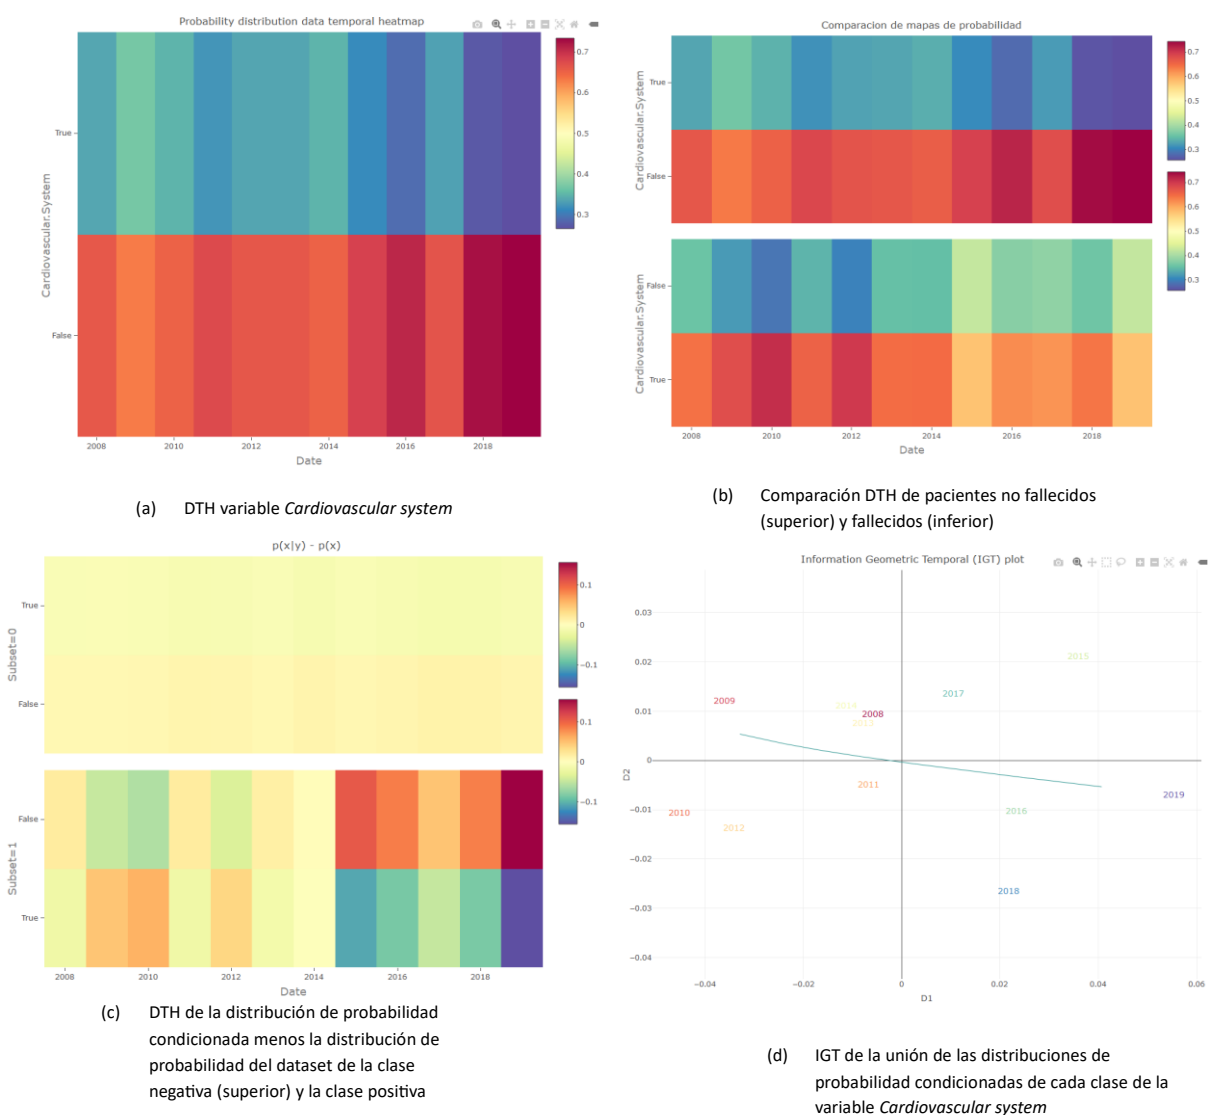 Probability distribution data temporal heatmap
Cardiovascular.System
True
False
2008 2010 2012 2014 2016 2018
Date
0.7
0.6
0.5
0.4
0.3
(a) DTH variable Cardiovascular system
Comparacion de mapas de probabilidad
Cardiovascular.System
True
False
Cardiovascular.System
False
True
2008 2010 2012 2014 2016 2018
Date
0.7
0.6
0.5
0.4
0.3
0.7
0.6
0.5
0.4
0.3
(b) Comparación DTH de pacientes no fallecidos
(superior) y fallecidos (inferior)
p(x|y) - p(x)
Subset=0
True
False
Subset=1
False
True
2008 2010 2012 2014 2016 2018
Date
0.1
0
−0.1
0.1
0
−0.1
(c) DTH de la distribución de probabilidad
condicionada menos la distribución de
probabilidad del dataset de la clase
negativa (superior) y la clase positiva
Information Geometric Temporal (IGT) plot
D2
0.03
0.02
0.01
0
−0.01
−0.02
−0.03
−0.04
2015
2017
2009
2014
2008
2013
2011
2019
2010
2016
2012
2018
−0.04 −0.02 0 0.02 0.04 0.06
D1
(d) IGT de la unión de las distribuciones de
probabilidad condicionadas de cada clase de la
variable Cardiovascular system